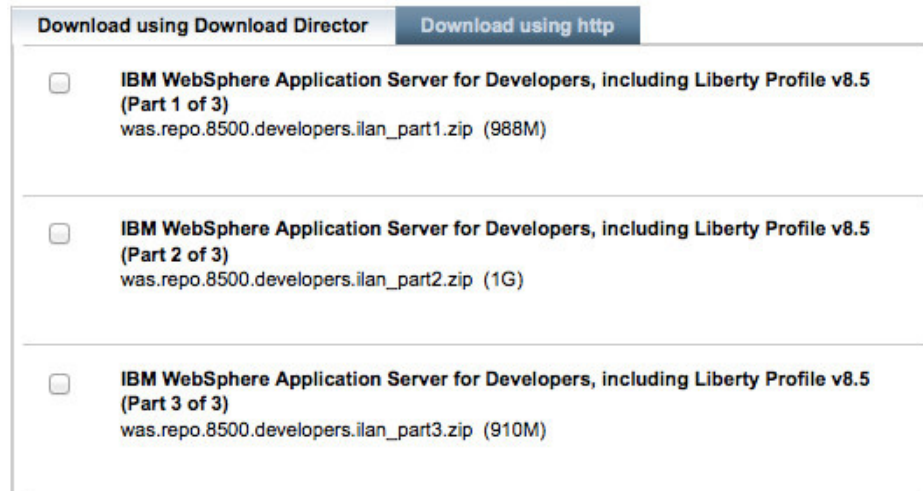 Download using Download Director Download using http
IBM WebSphere Application Server for Developers, including Liberty Profile v8.5
(Part 1 of 3)
was.repo.8500.developers.ilan_part1.zip (988M)
IBM WebSphere Application Server for Developers, including Liberty Profile v8.5
(Part 2 of 3)
was.repo.8500.developers.ilan_part2.zip (1G)
IBM WebSphere Application Server for Developers, including Liberty Profile v8.5
(Part 3 of 3)
was.repo.8500.developers.ilan_part3.zip (910M)